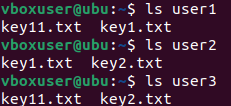 vboxuser@ubu:~$ ls user1
key11.txt  key1.txt
vboxuser@ubu:~$ ls user2
key1.txt  key2.txt
vboxuser@ubu:~$ ls user3
key11.txt  key2.txt